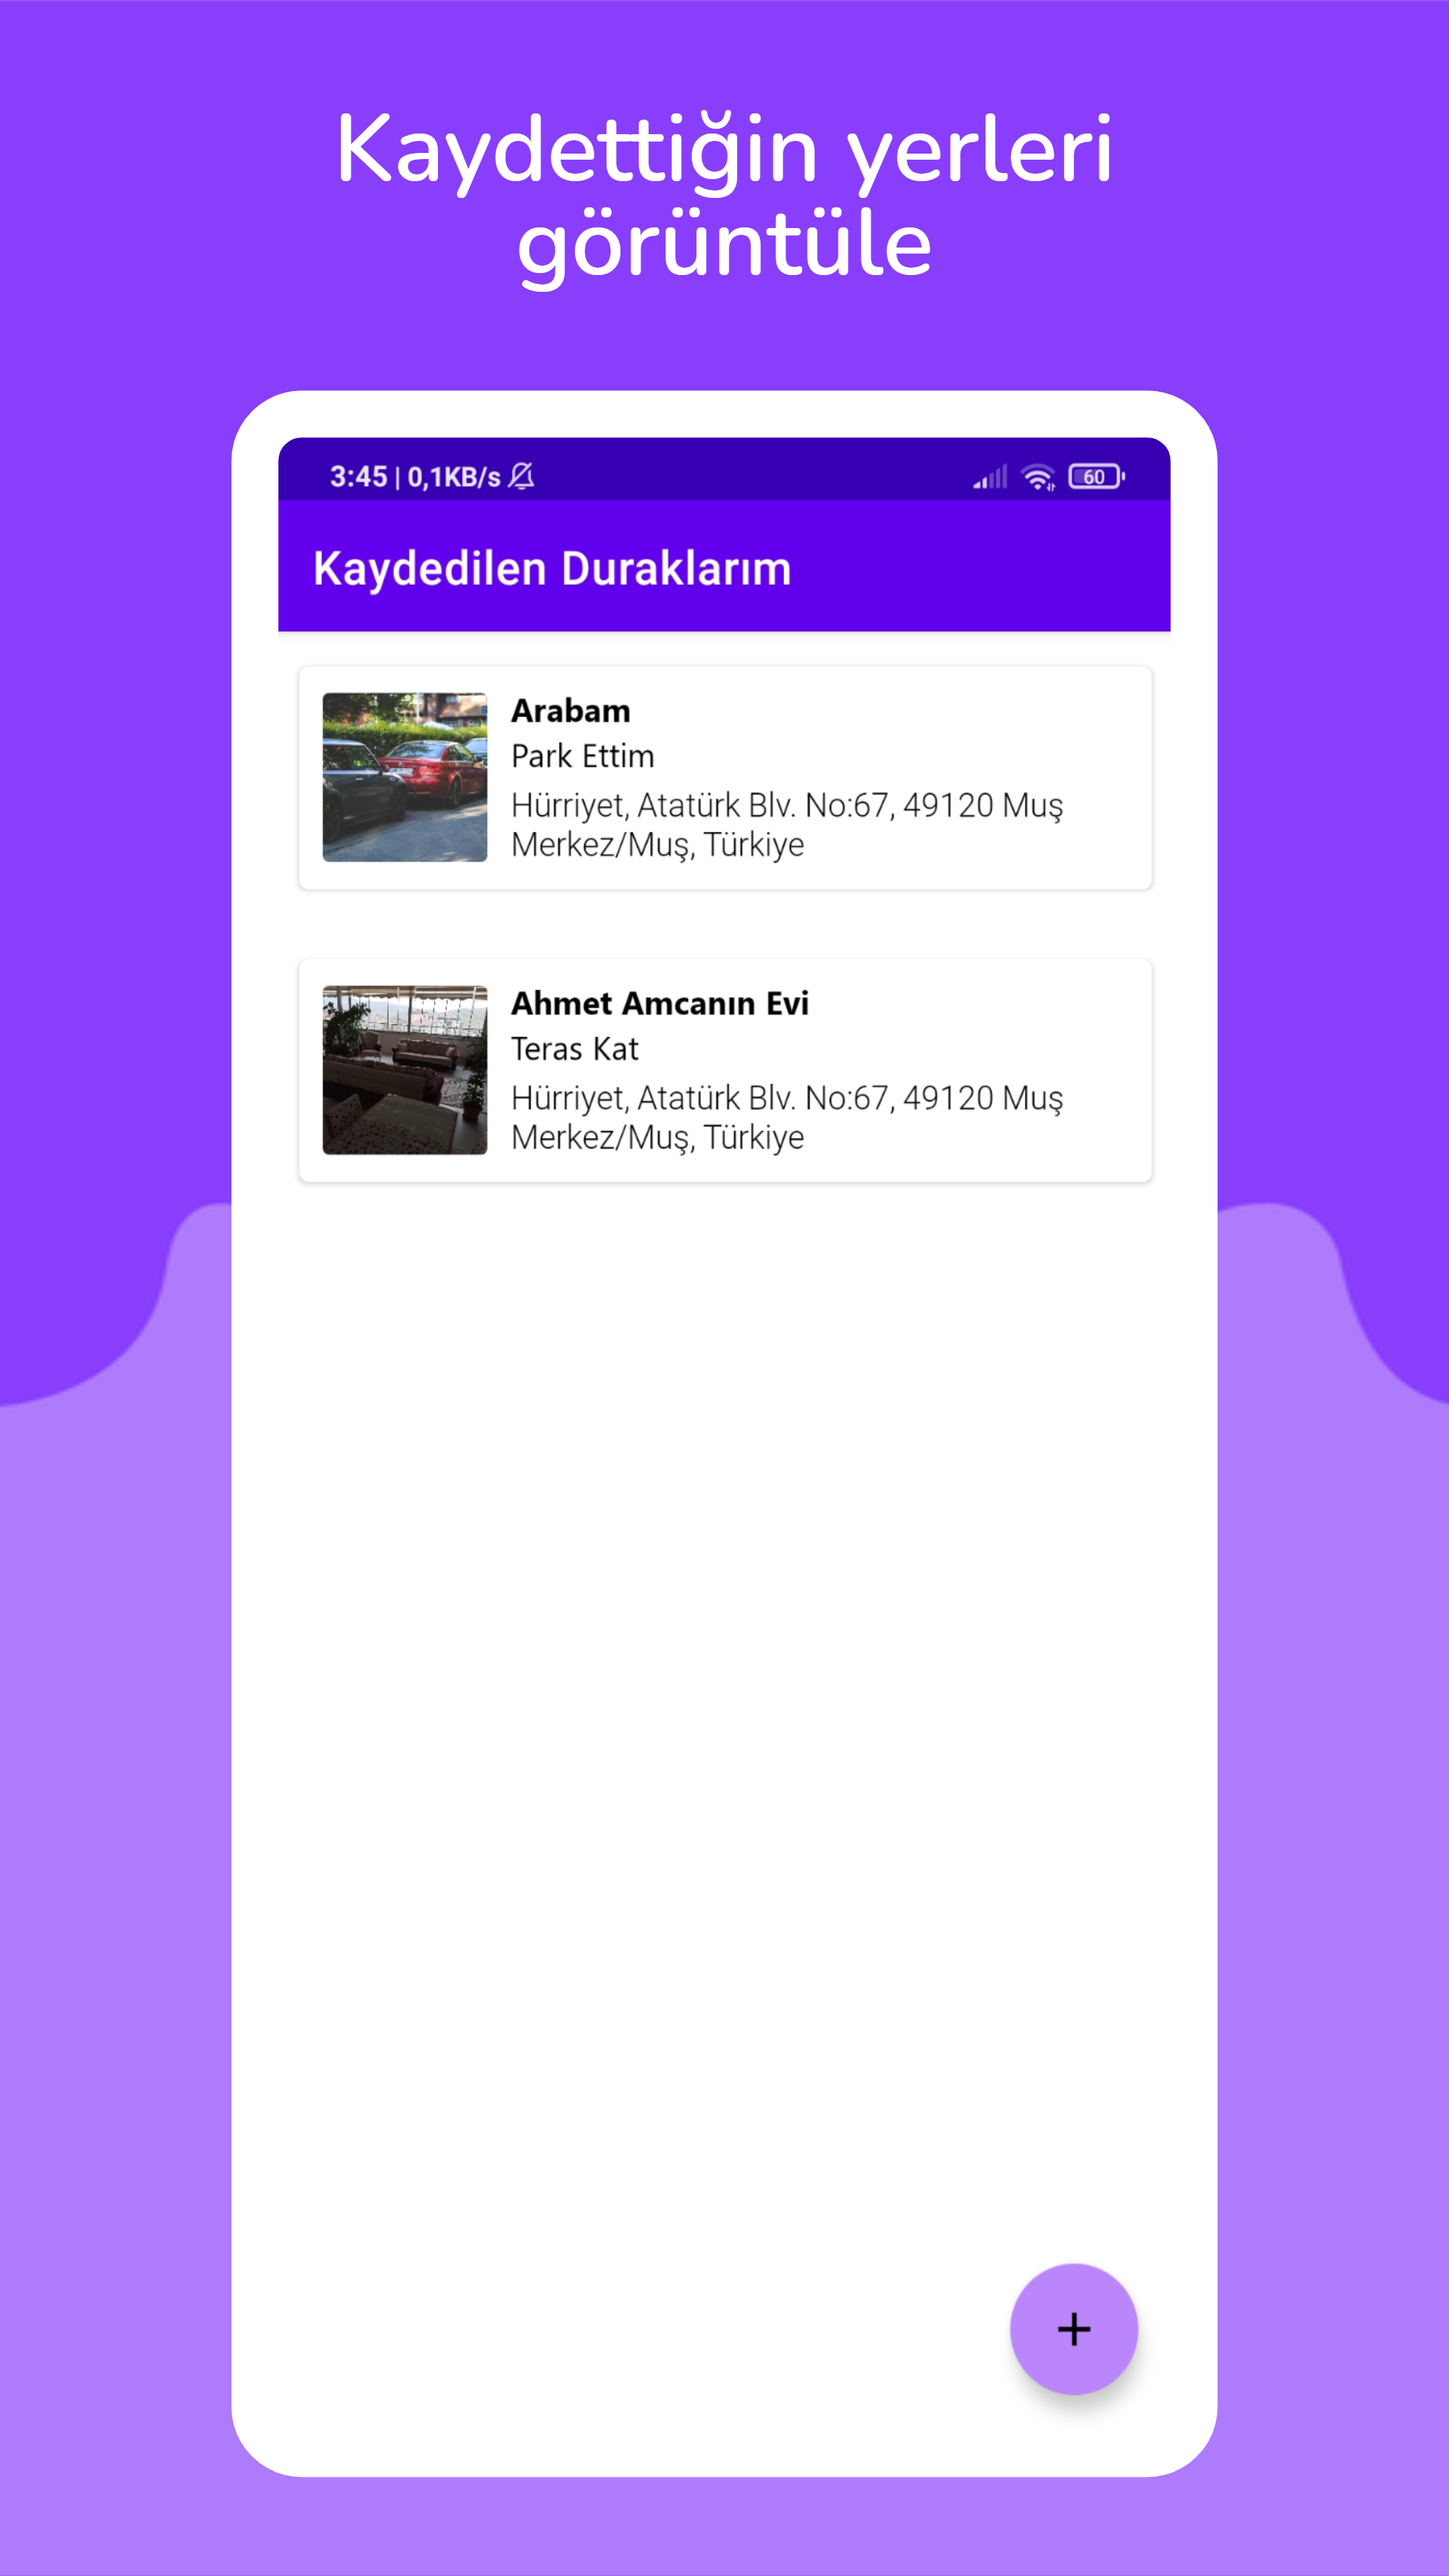 Kaydettiğin yerleri
görüntüle
3:45 | 0,1KB/s
60
Kaydedilen Duraklarım
Arabam
Park Ettim
Hürriyet, Atatürk Blv. No:67, 49120 Muş
Merkez/Muş, Türkiye
Ahmet Amcanın Evi
Teras Kat
Hürriyet, Atatürk Blv. No:67, 49120 Muş
Merkez/Muş, Türkiye
+